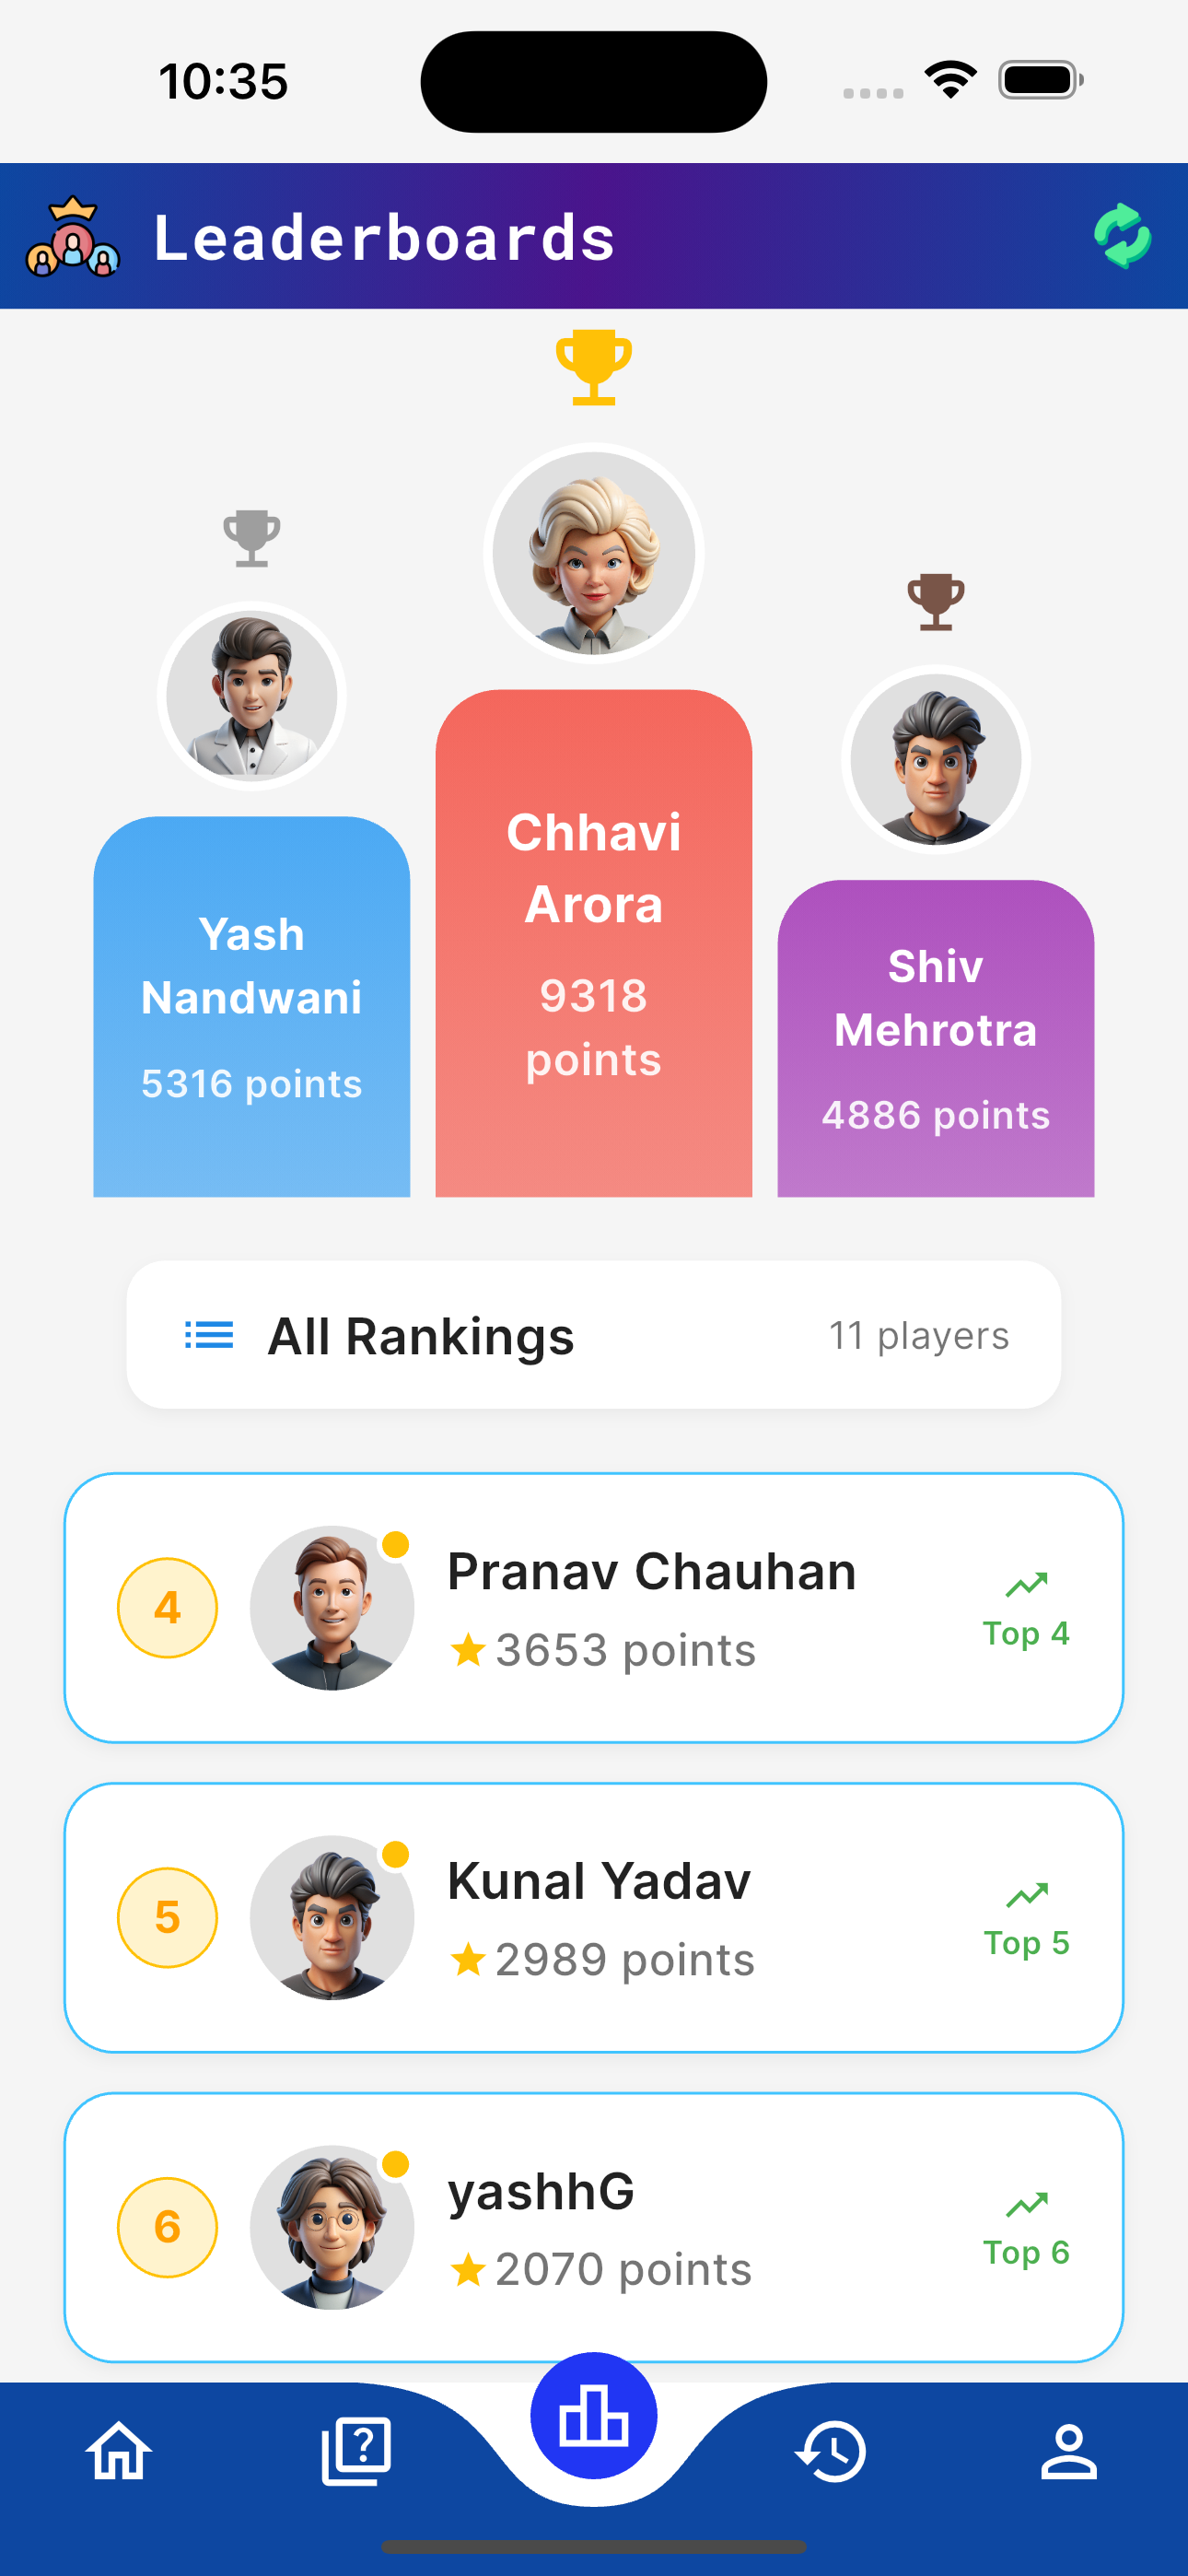 10:35
Leaderboards
Chhavi
Arora
9318
points
Yash
Nandwani
5316 points
Shiv
Mehrotra
4886 points
All Rankings
11 players
4
Pranav Chauhan
3653 points
Top 4
5
Kunal Yadav
2989 points
Top 5
6
yashhG
2070 points
Top 6
?